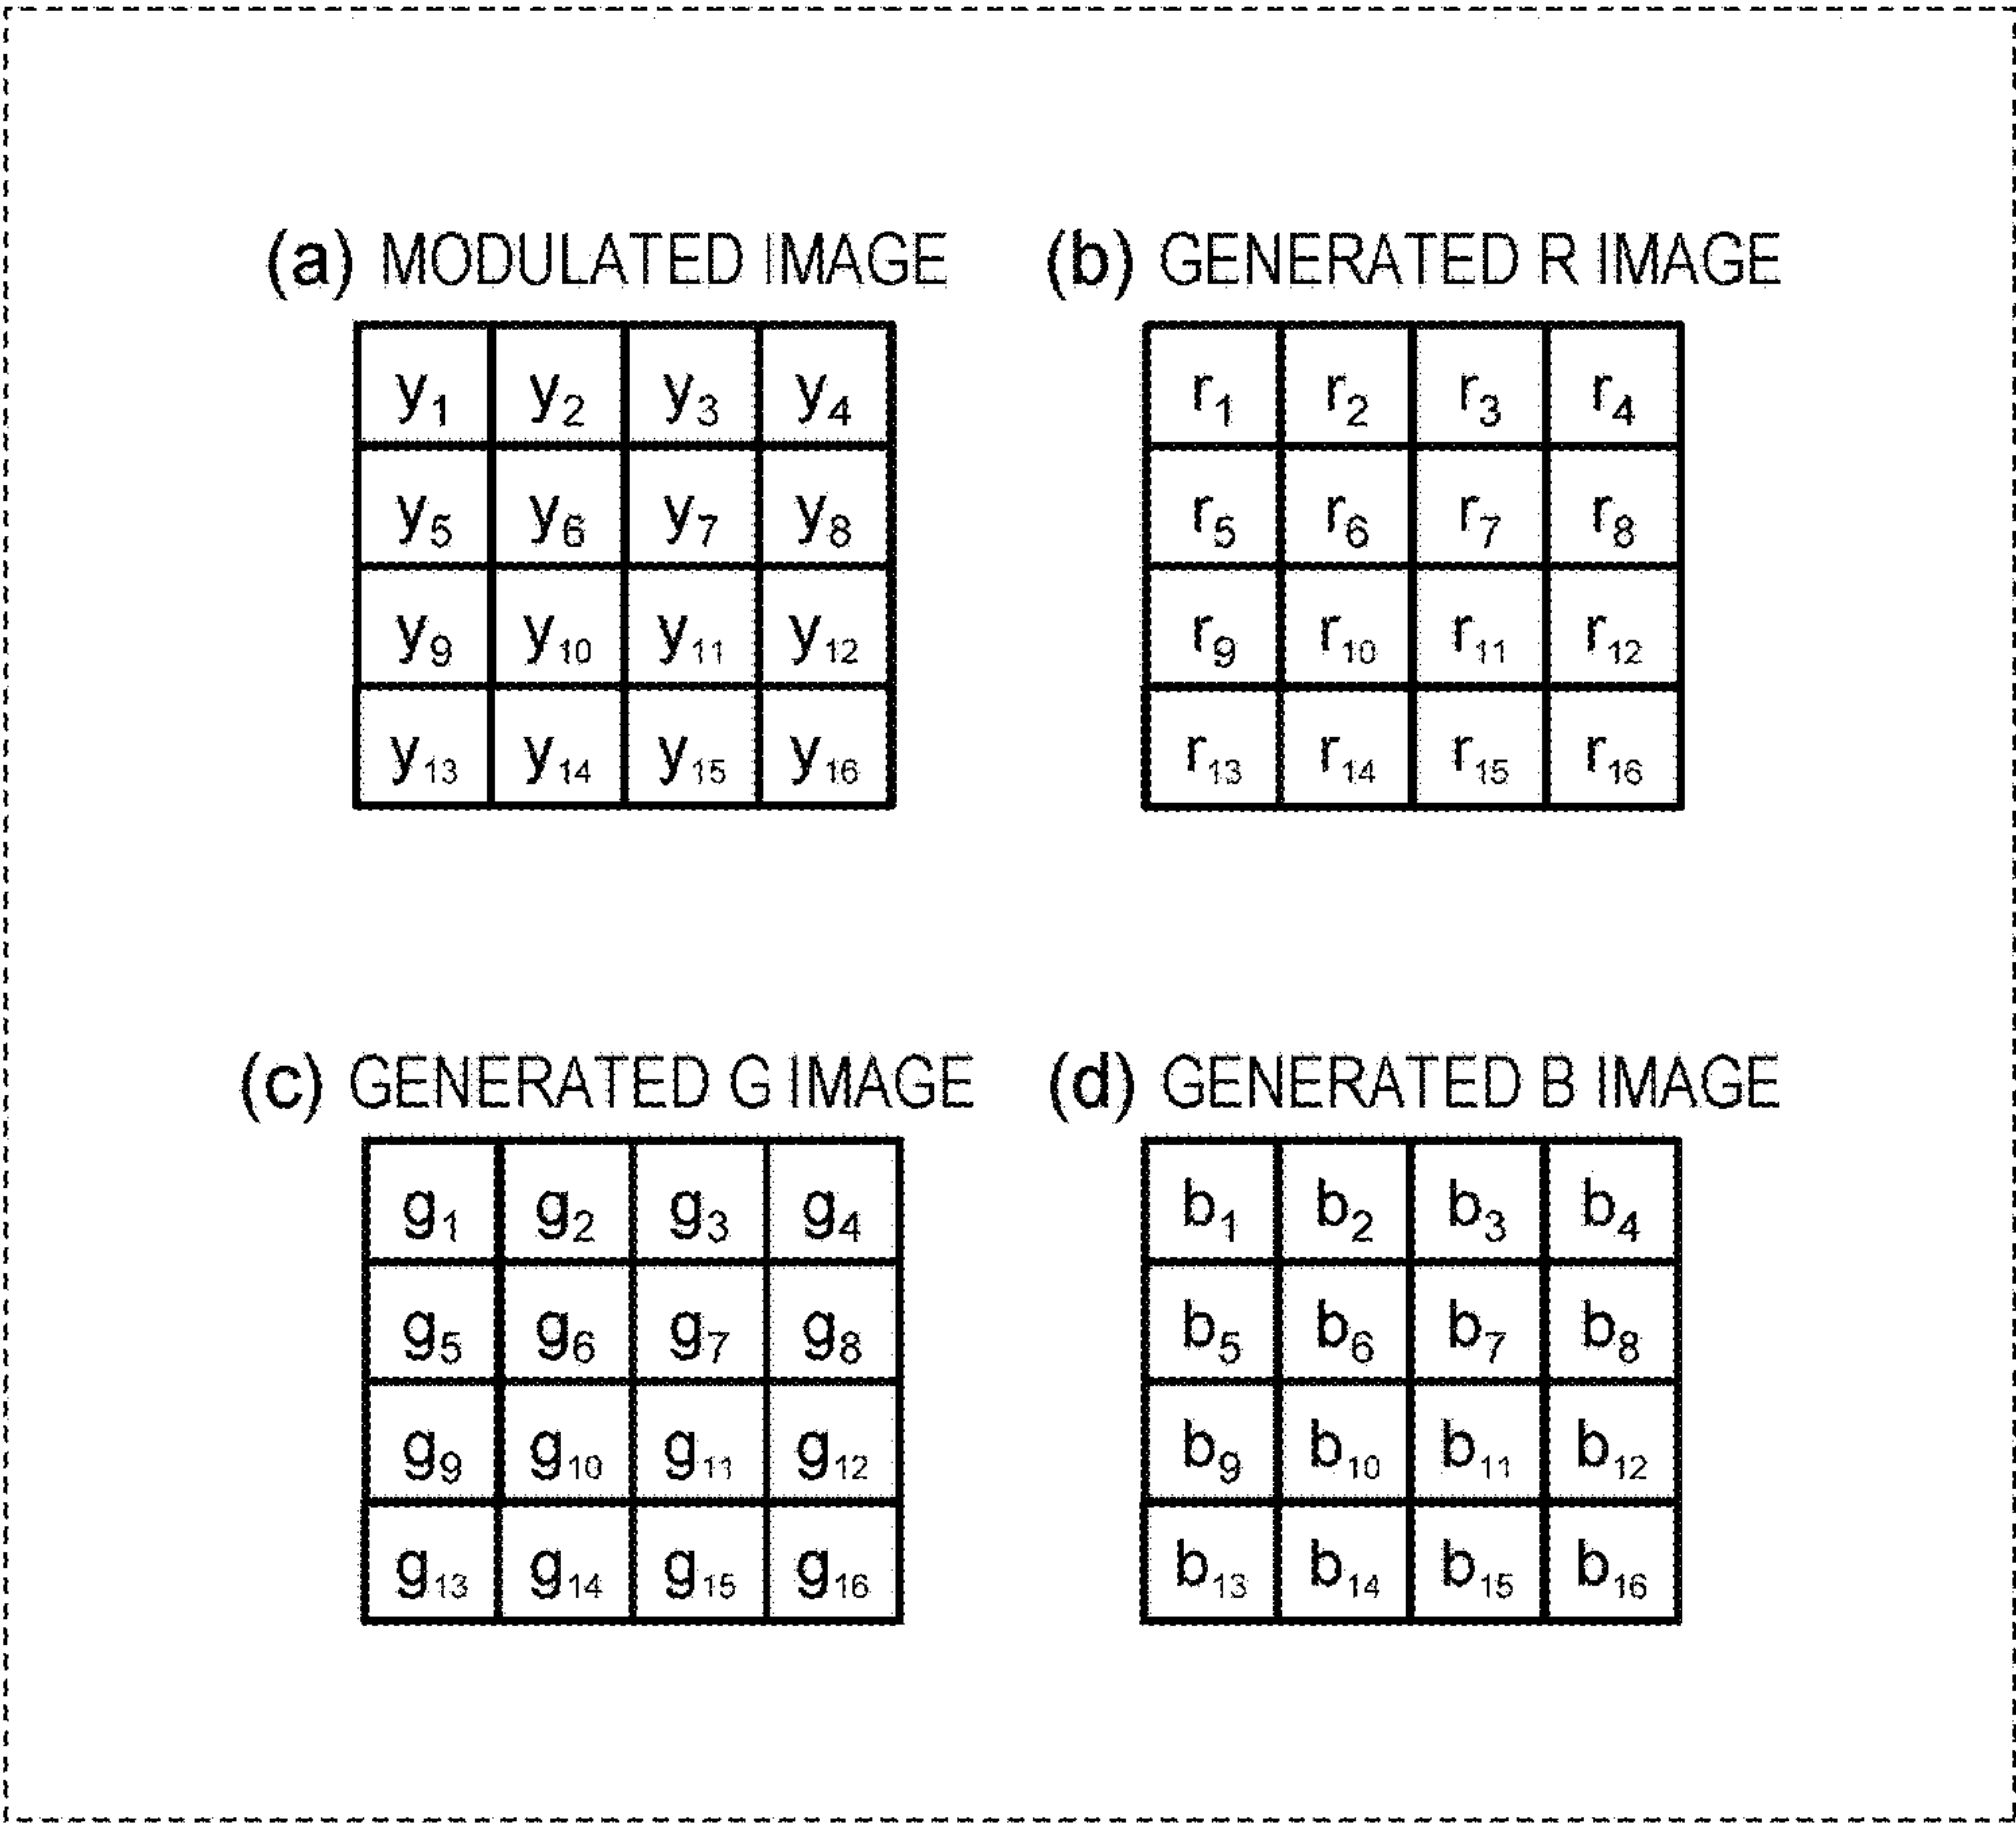 (a) MODULATED IMAGE
y1 y2 y3 y4
y5 y6 y7 y8
y9 y10 y11 y12
y13 y14 y15 y16
(b) GENERATED R IMAGE
r1 r2 r3 r4
r5 r6 r7 r8
r9 r10 r11 r12
r13 r14 r15 r16
(c) GENERATED G IMAGE
g1 g2 g3 g4
g5 g6 g7 g8
g9 g10 g11 g12
g13 g14 g15 g16
(d) GENERATED B IMAGE
b1 b2 b3 b4
b5 b6 b7 b8
b9 b10 b11 b12
b13 b14 b15 b16